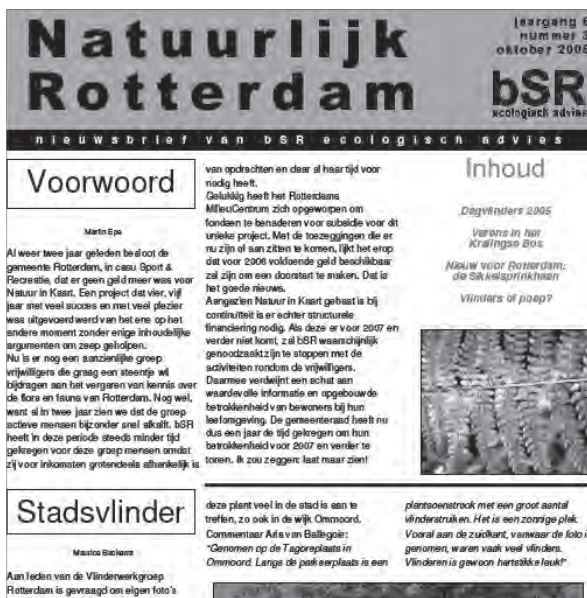 Natuurlijk
Rotterdam
jaargang 6
nummer 3
oktober 2005
bSR
ecologisch advies
nieuwsbrief van bSR ecologisch advies
Voorwoord
Martin Epe
Al weer twee jaar geleden besloot de
gemeente Rotterdam, in casu Sport &
Recreatie, dat er geen geld meer was voor
Natuur in Kaart. Een project dat vier, vijf
jaar met veel succes en met veel plezier
was uitgevoerd werd van het ene op het
andere moment zonder enige inhoudelijke
argumenten om zeep geholpen.
Nu is er nog een aanzienlijke groep
vrijwilligers die graag een steentje wil
bijdragen aan het vergaren van kennis over
de flora en fauna van Rotterdam. Nog wel,
want al in twee jaar zien we dat de groep
actieve mensen bijzonder snel afkalft. bSR
heeft in deze periode steeds minder tijd
gekregen voor deze groep mensen omdat
zij voor inkomsten grotendeels afhankelijk is
van opdrachten en daar al haar tijd voor
nodig heeft.
Gelukkig heeft het Rotterdams
MilieuCentrum zich opgeworpen om
fondsen te benaderen voor subsidie voor dit
unieke project. Met de toezeggingen die er
nu zijn of aan zitten te komen, lijkt het erop
dat voor 2006 voldoende geld beschikbaar
zal zijn om een doorstart te maken. Dat is
het goede nieuws.
Aangezien Natuur in Kaart gebaat is bij
continuïteit is er echter structurele
financiering nodig. Als deze er voor 2007 en
verder niet komt, zal bSR waarschijnlijk
genoodzaakt zijn te stoppen met de
activiteiten rondom de vrijwilligers.
Daarmee verdwijnt een schat aan
waardevolle informatie en opgebouwde
betrokkenheid van bewoners bij hun
leefomgeving. De gemeenteraad heeft nu
dus een jaar de tijd gekregen om hun
betrokkenheid voor 2007 en verder te
tonen. Ik zou zeggen: laat maar zien!
Inhoud
Dagvlinders 2005
Varens in het
Kralingse Bos
Nieuw voor Rotterdam:
de Sikkelsprinkhaan
Vlinders of poep?
Stadsvlinder
Maurice Backerra
Aan leden van de Vlinderwerkgroep
Rotterdam is gevraagd om eigen foto's
deze plant veel in de stad is aan te
treffen, zo ook in de wijk Ommoord.
Commentaar Arie van Ballegoie:
"Genomen op de Tagoreplaats in
Ommoord. Langs de parkeerplaats is een
plantsoenstrook met een groot aantal
vlinderstruiken. Het is een zonnige plek.
Vooral aan de zuidkant, vanwaar de foto is
genomen, waren vaak veel vlinders.
Vlinderen is gewoon hartstikke leuk!"